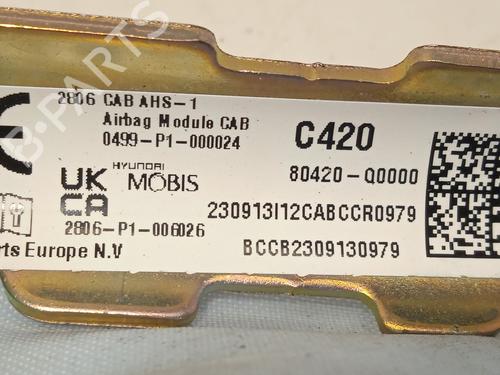 2806 CAB AHS-1
Airbag Module CAB
0499-P1-000024
C420
HYUNDAI
MOBIS
80420-Q0000
UK
CA
230913I12CABCCR0979
2806-P1-006026
BCCB2309130979
Europe N.V
B-PARTS